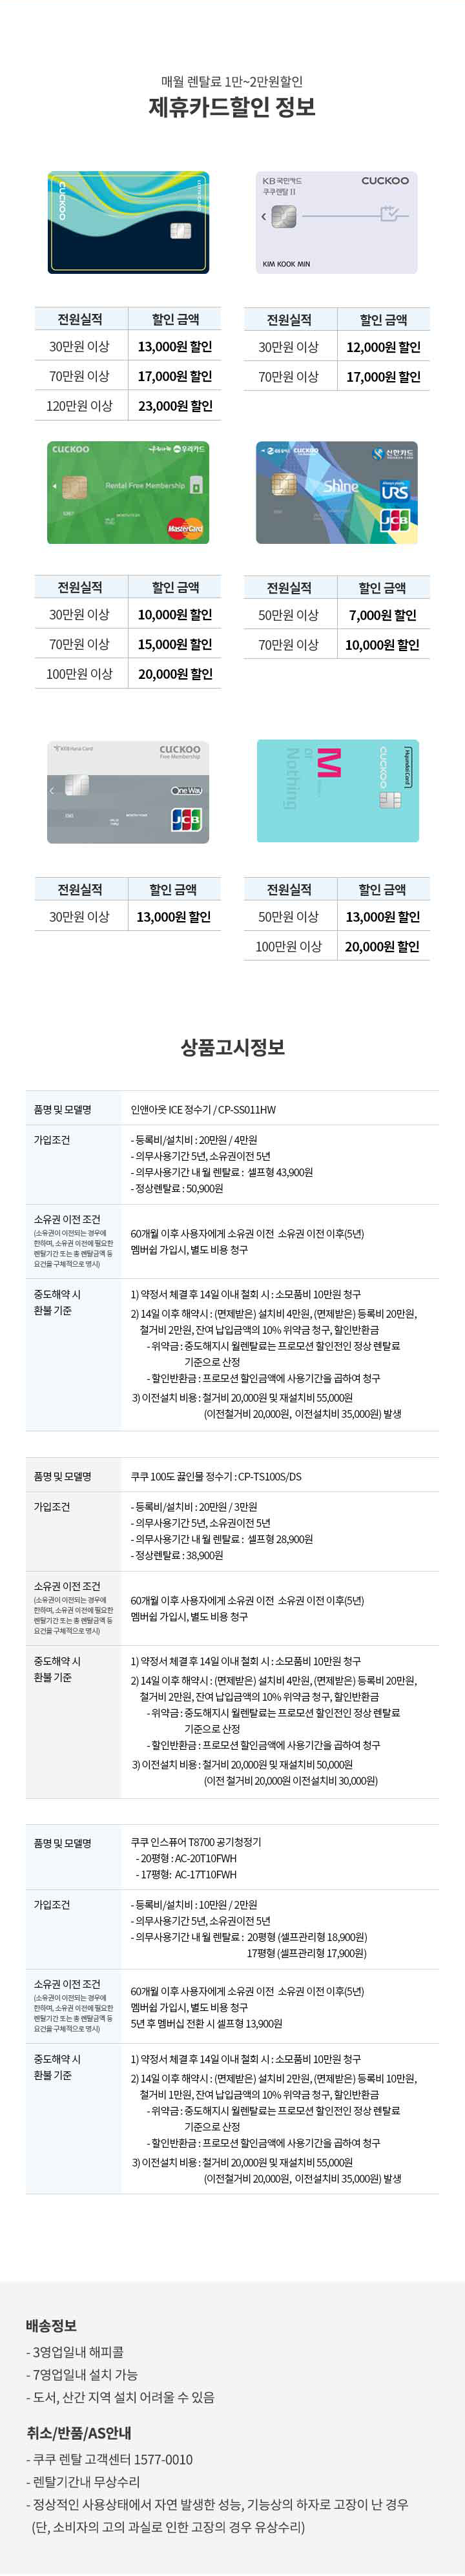 매월 렌탈료 1만~2만원할인
제휴카드할인 정보
CUCKOO
KB국민카드
쿠쿠렌탈 II
CUCKOO
KIM KOOK MIN
전원실적 할인 금액
30만원 이상 13,000원 할인
70만원 이상 17,000원 할인
120만원 이상 23,000원 할인
전원실적 할인 금액
30만원 이상 12,000원 할인
70만원 이상 17,000원 할인
CUCKOO
우리카드
Rental Free Membership
MasterCard
CUCKOO
신한카드
Shine
URS
JCB
전원실적 할인 금액
30만원 이상 10,000원 할인
70만원 이상 15,000원 할인
100만원 이상 20,000원 할인
전원실적 할인 금액
50만원 이상 7,000원 할인
70만원 이상 10,000원 할인
CUCKOO
Free Membership
OneWay
JCB
M
or
Nothing
CUCKOO
HyundaiCard
전원실적 할인 금액
30만원 이상 13,000원 할인
전원실적 할인 금액
50만원 이상 13,000원 할인
100만원 이상 20,000원 할인
상품고시정보
품명 및 모델명 인앤아웃 ICE 정수기 / CP-SS011HW
가입조건 - 등록비/설치비 : 20만원 / 4만원
- 의무사용기간 5년, 소유권이전 5년
- 의무사용기간 내 월 렌탈료 : 셀프형 43,900원
- 정상렌탈료 : 50,900원
소유권 이전 조건
(소유권이 이전되는 경우에
한하며, 소유권 이전에 필요한
렌탈기간 또는 총 렌탈금액 등
요건을 구체적으로 명시)
60개월 이후 사용자에게 소유권 이전 소유권 이전 이후(5년)
멤버쉽 가입시, 별도 비용 청구
중도해약 시
환불 기준
1) 약정서 체결 후 14일 이내 철회 시 : 소모품비 10만원 청구
2) 14일 이후 해약시 : (면제받은) 설치비 4만원, (면제받은) 등록비 20만원,
철거비 2만원, 잔여 납입금액의 10% 위약금 청구, 할인반환금
- 위약금 : 중도해지시 월렌탈료는 프로모션 할인전인 정상 렌탈료
기준으로 산정
- 할인반환금 : 프로모션 할인금액에 사용기간을 곱하여 청구
3) 이전설치 비용 : 철거비 20,000원 및 재설치비 55,000원
(이전철거비 20,000원, 이전설치비 35,000원) 발생
품명 및 모델명 쿠쿠 100도 끓인물 정수기 : CP-TS100S/DS
가입조건 - 등록비/설치비 : 20만원 / 3만원
- 의무사용기간 5년, 소유권이전 5년
- 의무사용기간 내 월 렌탈료 : 셀프형 28,900원
- 정상렌탈료 : 38,900원
소유권 이전 조건
(소유권이 이전되는 경우에
한하며, 소유권 이전에 필요한
렌탈기간 또는 총 렌탈금액 등
요건을 구체적으로 명시)
60개월 이후 사용자에게 소유권 이전 소유권 이전 이후(5년)
멤버쉽 가입시, 별도 비용 청구
중도해약 시
환불 기준
1) 약정서 체결 후 14일 이내 철회 시 : 소모품비 10만원 청구
2) 14일 이후 해약시 : (면제받은) 설치비 4만원, (면제받은) 등록비 20만원,
철거비 2만원, 잔여 납입금액의 10% 위약금 청구, 할인반환금
- 위약금 : 중도해지시 월렌탈료는 프로모션 할인전인 정상 렌탈료
기준으로 산정
- 할인반환금 : 프로모션 할인금액에 사용기간을 곱하여 청구
3) 이전설치 비용 : 철거비 20,000원 및 재설치비 50,000원
(이전 철거비 20,000원 이전설치비 30,000원)
품명 및 모델명 쿠쿠 인스퓨어 T8700 공기청정기
- 20평형 : AC-20T10FWH
- 17평형: AC-17T10FWH
가입조건 - 등록비/설치비 : 10만원 / 2만원
- 의무사용기간 5년, 소유권이전 5년
- 의무사용기간 내 월 렌탈료 : 20평형 (셀프관리형 18,900원)
17평형 (셀프관리형 17,900원)
소유권 이전 조건
(소유권이 이전되는 경우에
한하며, 소유권 이전에 필요한
렌탈기간 또는 총 렌탈금액 등
요건을 구체적으로 명시)
60개월 이후 사용자에게 소유권 이전 소유권 이전 이후(5년)
멤버쉽 가입시, 별도 비용 청구
5년 후 멤버십 전환 시 셀프형 13,900원
중도해약 시
환불 기준
1) 약정서 체결 후 14일 이내 철회 시 : 소모품비 10만원 청구
2) 14일 이후 해약시 : (면제받은) 설치비 2만원, (면제받은) 등록비 10만원,
철거비 1만원, 잔여 납입금액의 10% 위약금 청구, 할인반환금
- 위약금 : 중도해지시 월렌탈료는 프로모션 할인전인 정상 렌탈료
기준으로 산정
- 할인반환금 : 프로모션 할인금액에 사용기간을 곱하여 청구
3) 이전설치 비용 : 철거비 20,000원 및 재설치비 55,000원
(이전철거비 20,000원, 이전설치비 35,000원) 발생
배송정보
- 3영업일내 해피콜
- 7영업일내 설치 가능
- 도서, 산간 지역 설치 어려울 수 있음
취소/반품/AS안내
- 쿠쿠 렌탈 고객센터 1577-0010
- 렌탈기간내 무상수리
- 정상적인 사용상태에서 자연 발생한 성능, 기능상의 하자로 고장이 난 경우
(단, 소비자의 고의 과실로 인한 고장의 경우 유상수리)